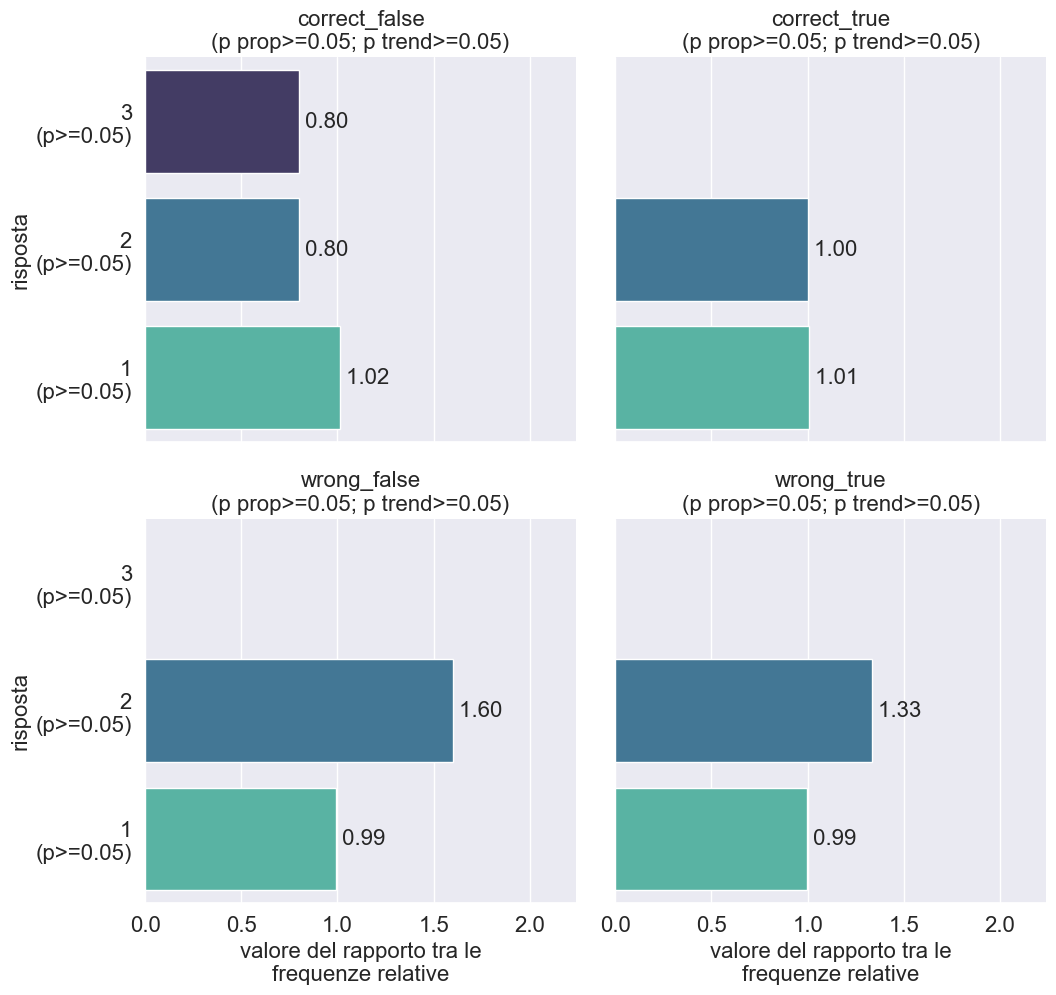 correct_false
(p prop>=0.05; p trend>=0.05)
correct_true
(p prop>=0.05; p trend>=0.05)
risposta
3
(p>=0.05)
0.80
2
(p>=0.05)
0.80
1.00
1
(p>=0.05)
1.02
1.01
wrong_false
(p prop>=0.05; p trend>=0.05)
wrong_true
(p prop>=0.05; p trend>=0.05)
risposta
3
(p>=0.05)
2
(p>=0.05)
1.60
1.33
1
(p>=0.05)
0.99
0.99
0.0 0.5 1.0 1.5 2.0
0.0 0.5 1.0 1.5 2.0
valore del rapporto tra le
frequenze relative
valore del rapporto tra le
frequenze relative